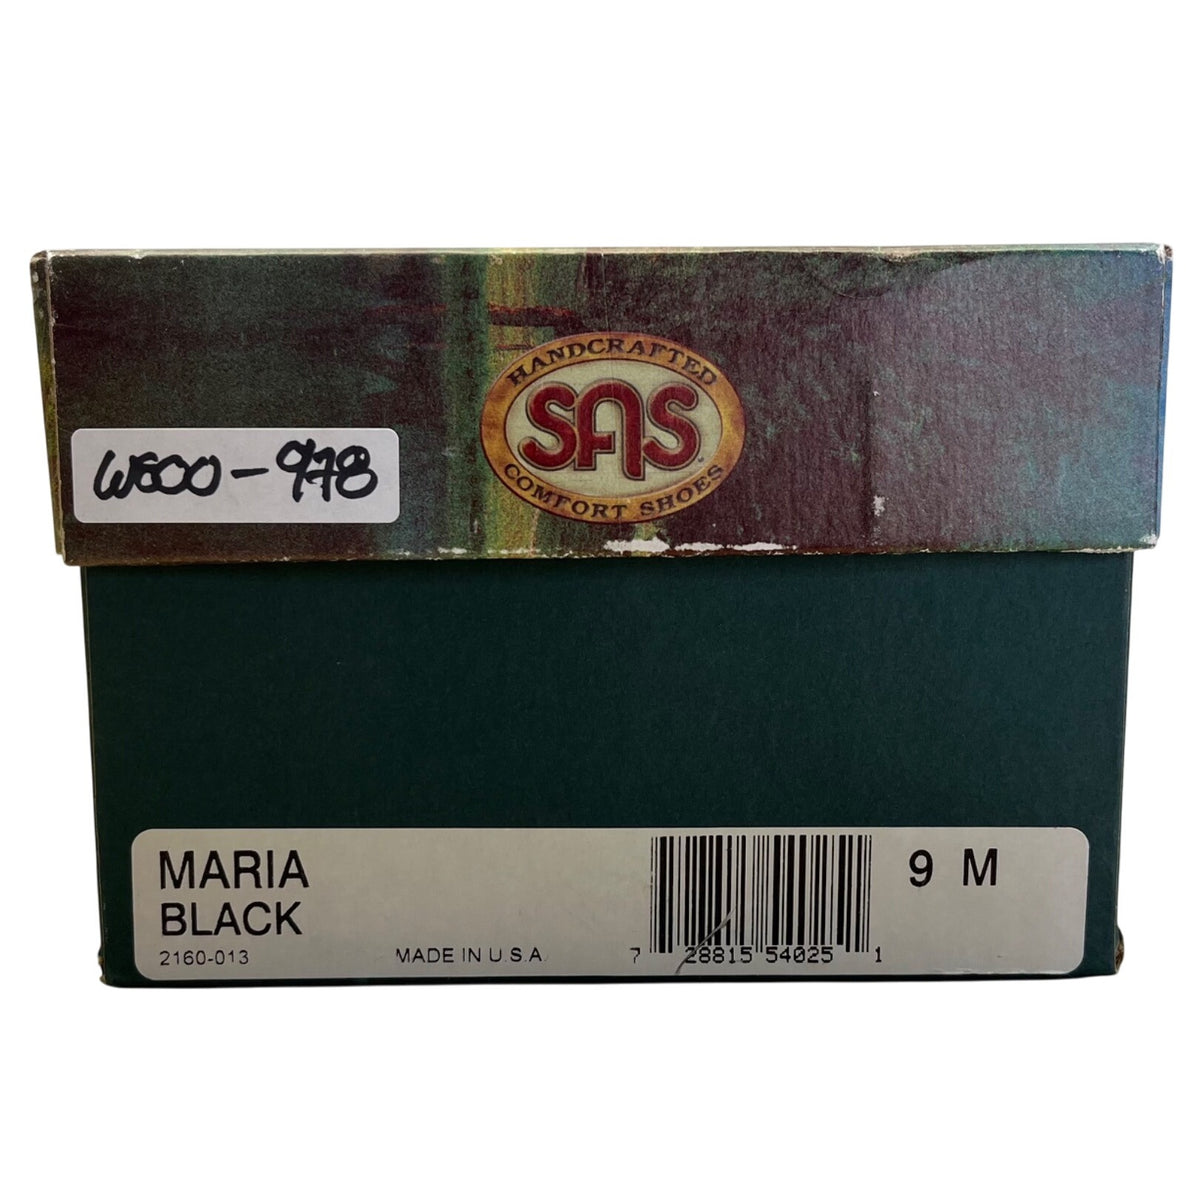 HANDCRAFTED
SAS
COMFORT SHOES
W800-978
MARIA
BLACK
2160-013
MADE IN U.S.A.
7 28815 54025 1
9 M